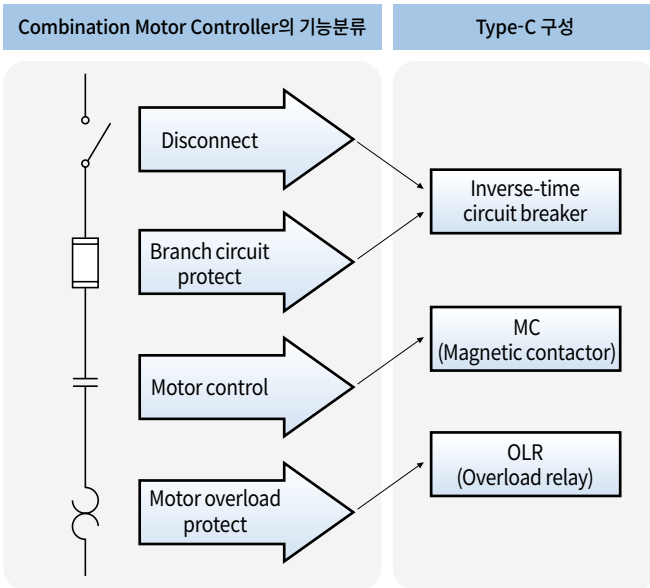 Combination Motor Controller의 기능분류
Type-C 구성
Disconnect
Branch circuit
protect
Motor control
Motor overload
protect
Inverse-time
circuit breaker
MC
(Magnetic contactor)
OLR
(Overload relay)